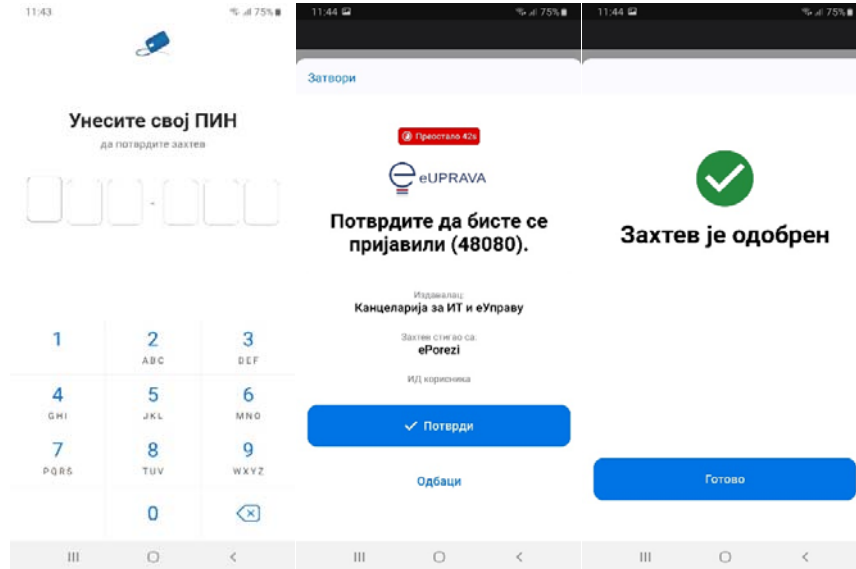 11:43
75%
Унесите свој ПИН
да потврдите захтев
-
1
2
3
ABC
DEF
4
5
6
GHI
JKL
MNO
7
8
9
PQRS
TUV
WXYZ
0
11:44
75%
Затвори
Преостало 42s
eUPRAVA
Потврдите да бисте се
пријавили (48080).
Издавалац:
Канцеларија за ИТ и еУправу
Захтев стигао са:
ePorezi
ИД корисника
Потврди
Одбаци
11:44
75%
Захтев је одобрен
Готово